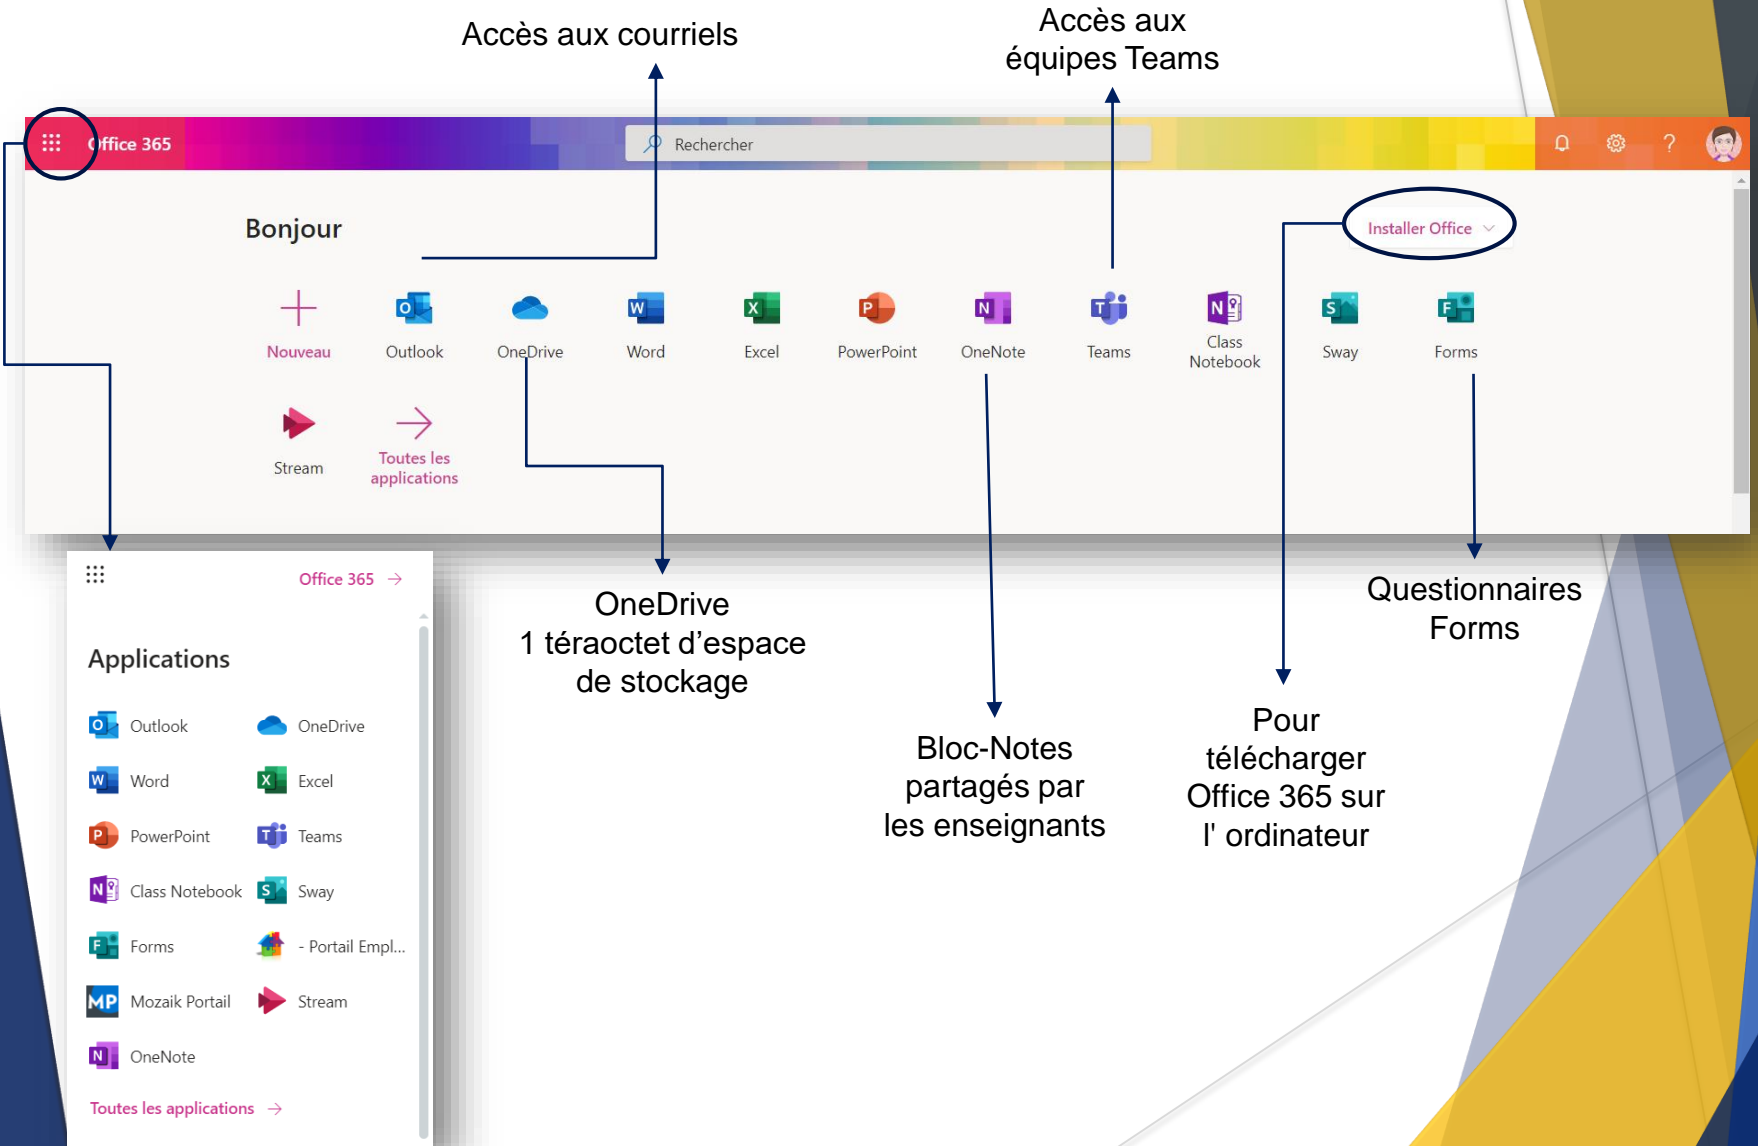 Accès aux courriels
Accès aux
équipes Teams
Office 365
Rechercher
?
Bonjour
Installer Office
Nouveau
Outlook
OneDrive
Word
Excel
PowerPoint
OneNote
Teams
Class
Notebook
Sway
Forms
Stream
Toutes les
applications
Office 365
Applications
Outlook
OneDrive
Word
Excel
PowerPoint
Teams
Class Notebook
Sway
Forms
- Portail Empl...
MP Mozaik Portail
Stream
OneNote
Toutes les applications
OneDrive
1 téraoctet d’espace
de stockage
Bloc-Notes
partagés par
les enseignants
Pour
télécharger
Office 365 sur
l' ordinateur
Questionnaires
Forms